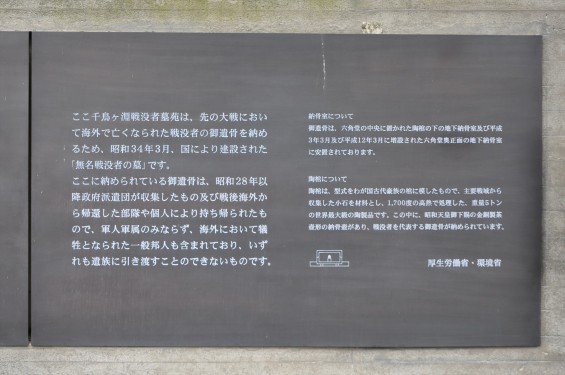 ここ千鳥ヶ淵戦没者墓苑は、先の大戦におい
て海外で亡くなられた戦没者の御遺骨を納め
るため、昭和34年3月、国により建設された
「無名戦没者の墓」です。
ここに納められている御遺骨は、昭和28年以
降政府派遣団が収集したもの及び戦後海外か
ら帰還した部隊や個人により持ち帰られたも
ので、軍人軍属のみならず、海外において犠
牲となられた一般邦人も含まれており、いず
れも遺族に引き渡すことのできないものです。
納骨室について
御遺骨は、六角堂の中央に置かれた陶棺の下の地下納骨室及び平成
3年3月及び平成12年3月に増設された六角堂奥正面の地下納骨室
に安置されております。
陶棺について
陶棺は、型式をわが国古代豪族の棺に模したもので、主要戦域から
収集した小石を材料とし、1,700度の高熱で処理した、重量5トン
の世界最大級の陶製品です。この中に、昭和天皇御下賜の金銅製茶
壺形の納骨壺があり、戦没者を代表する御遺骨が納められています。
厚生労働省・環境省